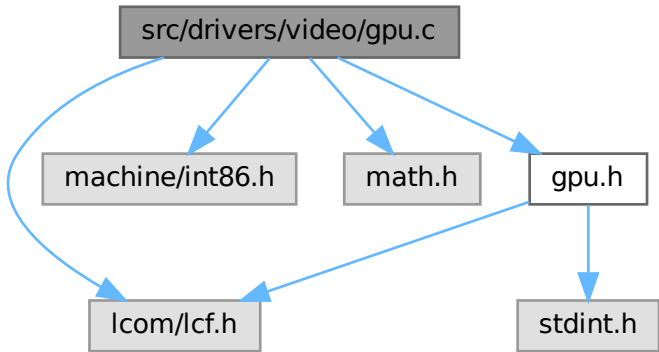 src/drivers/video/gpu.c
machine/int86.h
math.h
gpu.h
lcom/lcf.h
stdint.h